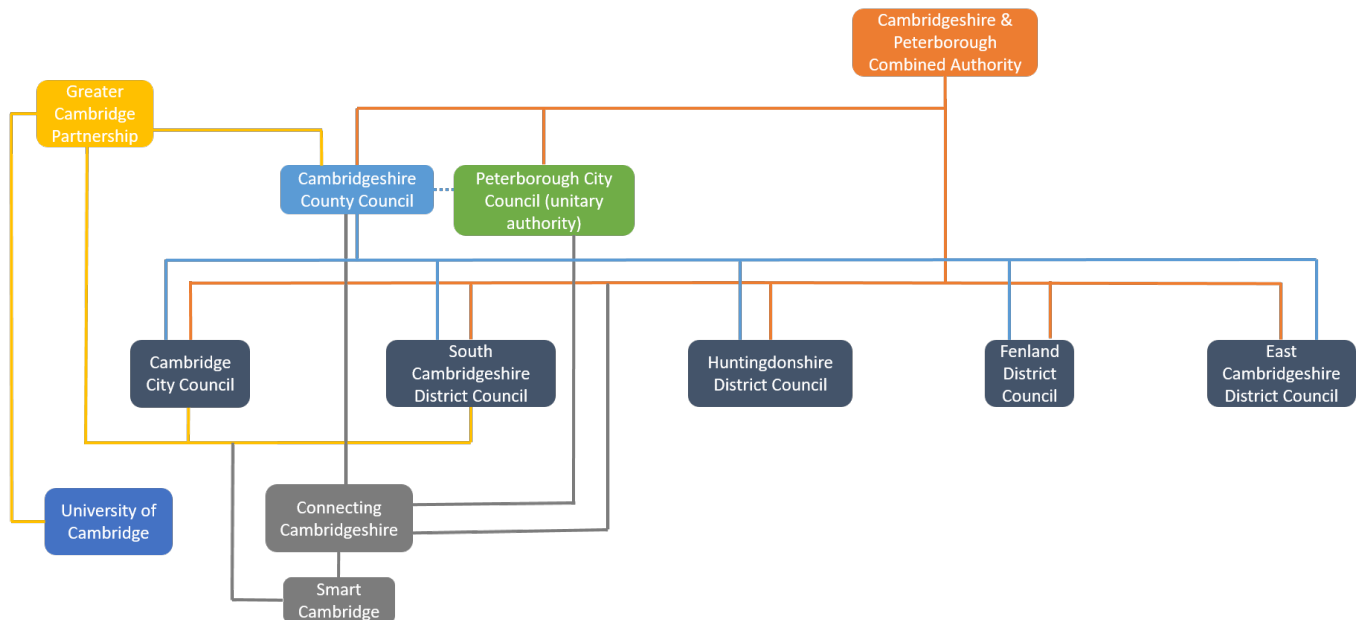 Cambridgeshire &
Peterborough
Combined Authority
Greater
Cambridge
Partnership
Cambridgeshire
County Council
Peterborough City
Council (unitary
authority)
Cambridge
City Council
South
Cambridgeshire
District Council
Huntingdonshire
District Council
Fenland
District
Council
East
Cambridgeshire
District Council
University of
Cambridge
Connecting
Cambridgeshire
Smart
Cambridge